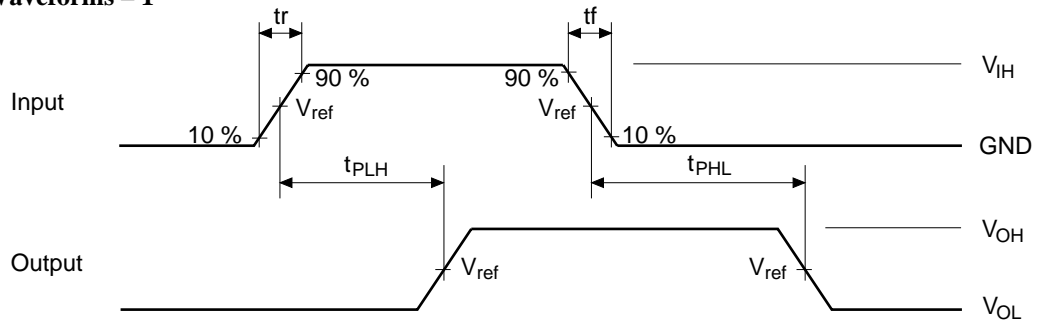 Waveforms – 1
tr
tf
90 %
90 %
VIH
Input
Vref
Vref
10 %
10 %
GND
tPLH
tPHL
VOH
Output
Vref
Vref
VOL